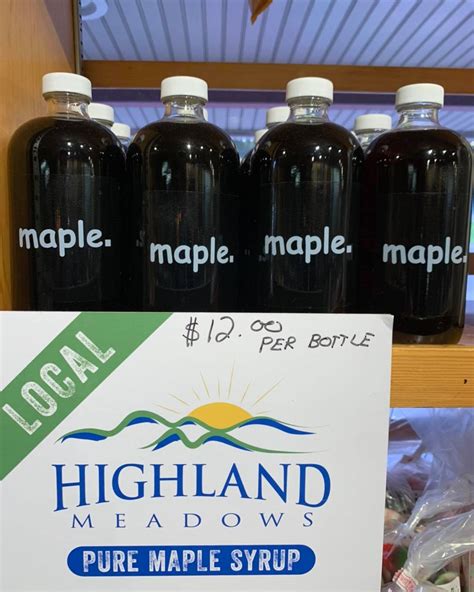 maple.
maple.
maple.
maple.
$12.00
PER BOTTLE
LOCAL
HIGHLAND
MEADOWS
PURE MAPLE SYRUP